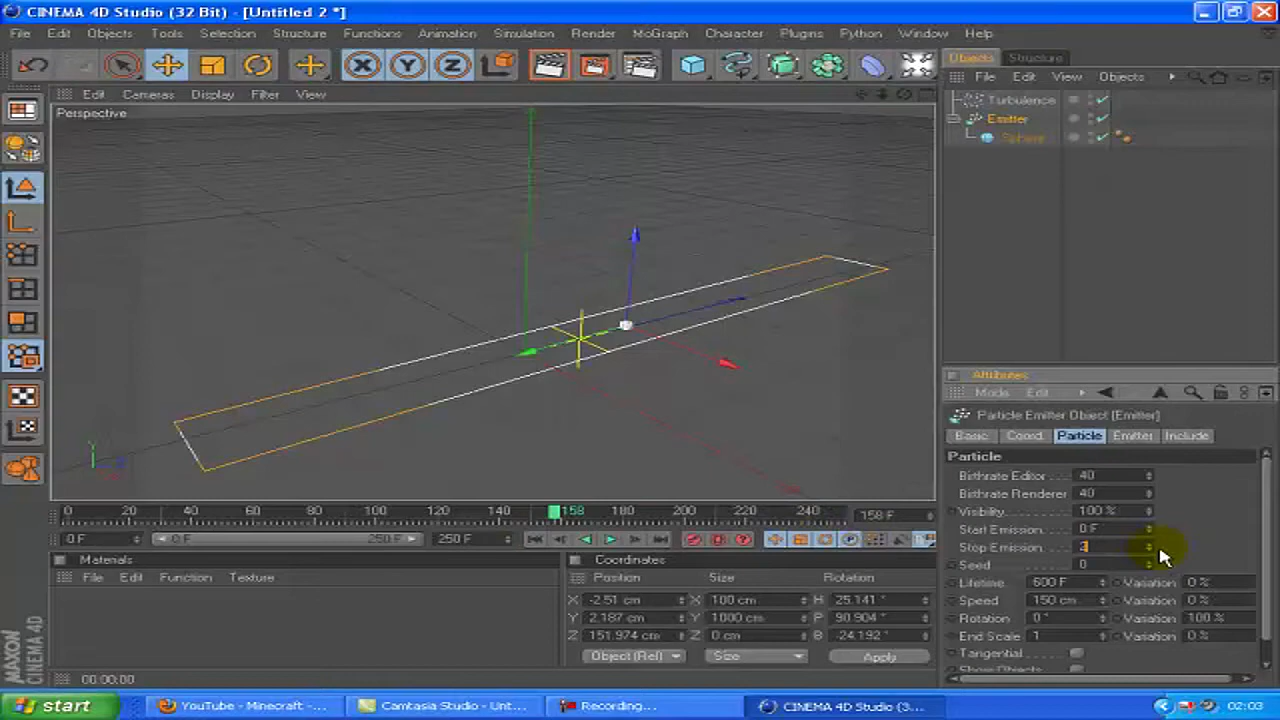 CINEMA 4D Studio (32 Bit) - [Untitled 2 *]
File Edit Objects Tools Selection Structure Functions Animation Simulation Render MoGraph Character Plugins Python Window Help
Objects Structure
File Edit View Objects
Edit Cameras Display Filter View
Perspective
Turbulence
Emitter
Sphere
Attributes
Mode Edit
Particle Emitter Object [Emitter]
Basic Coord. Particle Emitter Include
Particle
Birthrate Editor 40
Birthrate Renderer 40
Visibility 100 %
Start Emission 0 F
Stop Emission 2
Seed 0
Lifetime 600 F Variation 0 %
Speed 150 cm Variation 0 %
Rotation 0 ° Variation 100 %
End Scale 1 Variation 0 %
Tangential
Show Objects
0 20 40 60 80 100 120 140 158 180 200 220 240 158 F
0 F 0 F 250 F 250 F
Materials
File Edit Function Texture
Coordinates
Position Size Rotation
X -2.51 cm X 100 cm H 25.141 °
Y 2.187 cm Y 1000 cm P 90.904 °
Z 151.974 cm Z 0 cm B -24.192 °
Object (Rel) Size Apply
MAXON
CINEMA 4D
00:00:00
start YouTube - Minecraft -... Camtasia Studio - Unt... Recording... CINEMA 4D Studio (3... 02:03